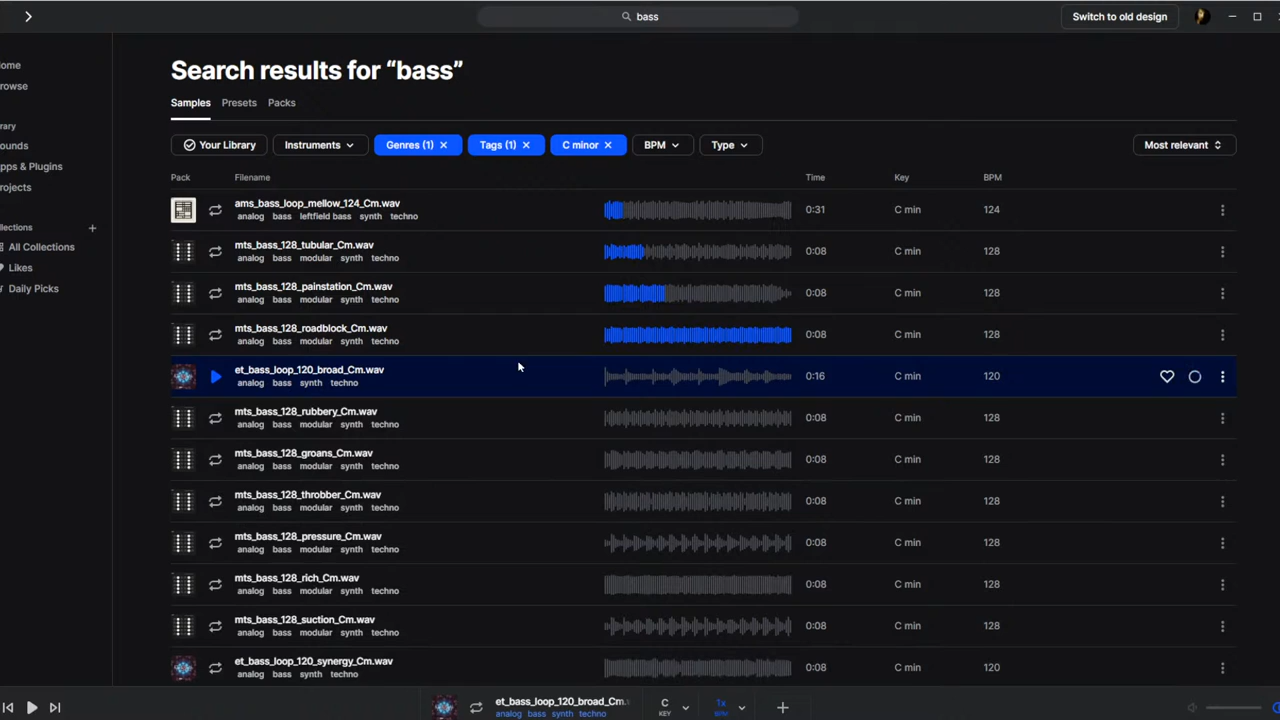 bass
Switch to old design
Search results for “bass”
Samples Presets Packs
ome
owse
rary
ounds
pps & Plugins
rojects
llections +
All Collections
Likes
Daily Picks
Your Library Instruments Genres (1) Tags (1) C minor BPM Type Most relevant
Pack Filename Time Key BPM
ams_bass_loop_mellow_124_Cm.wav 0:31 C min 124
analog bass leftfield bass synth techno
mts_bass_128_tubular_Cm.wav 0:08 C min 128
analog bass modular synth techno
mts_bass_128_painstation_Cm.wav 0:08 C min 128
analog bass modular synth techno
mts_bass_128_roadblock_Cm.wav 0:08 C min 128
analog bass modular synth techno
et_bass_loop_120_broad_Cm.wav 0:16 C min 120
analog bass synth techno
mts_bass_128_rubbery_Cm.wav 0:08 C min 128
analog bass modular synth techno
mts_bass_128_groans_Cm.wav 0:08 C min 128
analog bass modular synth techno
mts_bass_128_throbber_Cm.wav 0:08 C min 128
analog bass modular synth techno
mts_bass_128_pressure_Cm.wav 0:08 C min 128
analog bass modular synth techno
mts_bass_128_rich_Cm.wav 0:08 C min 128
analog bass modular synth techno
mts_bass_128_suction_Cm.wav 0:08 C min 128
analog bass modular synth techno
et_bass_loop_120_synergy_Cm.wav 0:08 C min 120
analog bass synth techno
et_bass_loop_120_broad_Cm. C 1x
analog bass synth techno KEY BPM